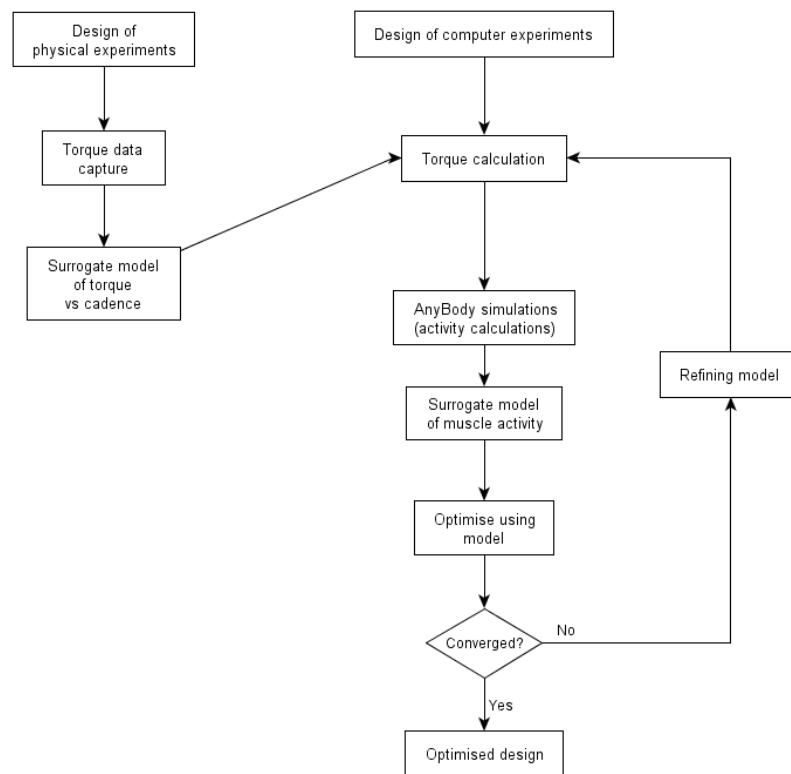 Design of
physical experiments
Design of computer experiments
Torque data
capture
Torque calculation
Surrogate model
of torque
vs cadence
AnyBody simulations
(activity calculations)
Refining model
Surrogate model
of muscle activity
Optimise using
model
Converged?
No
Yes
Optimised design